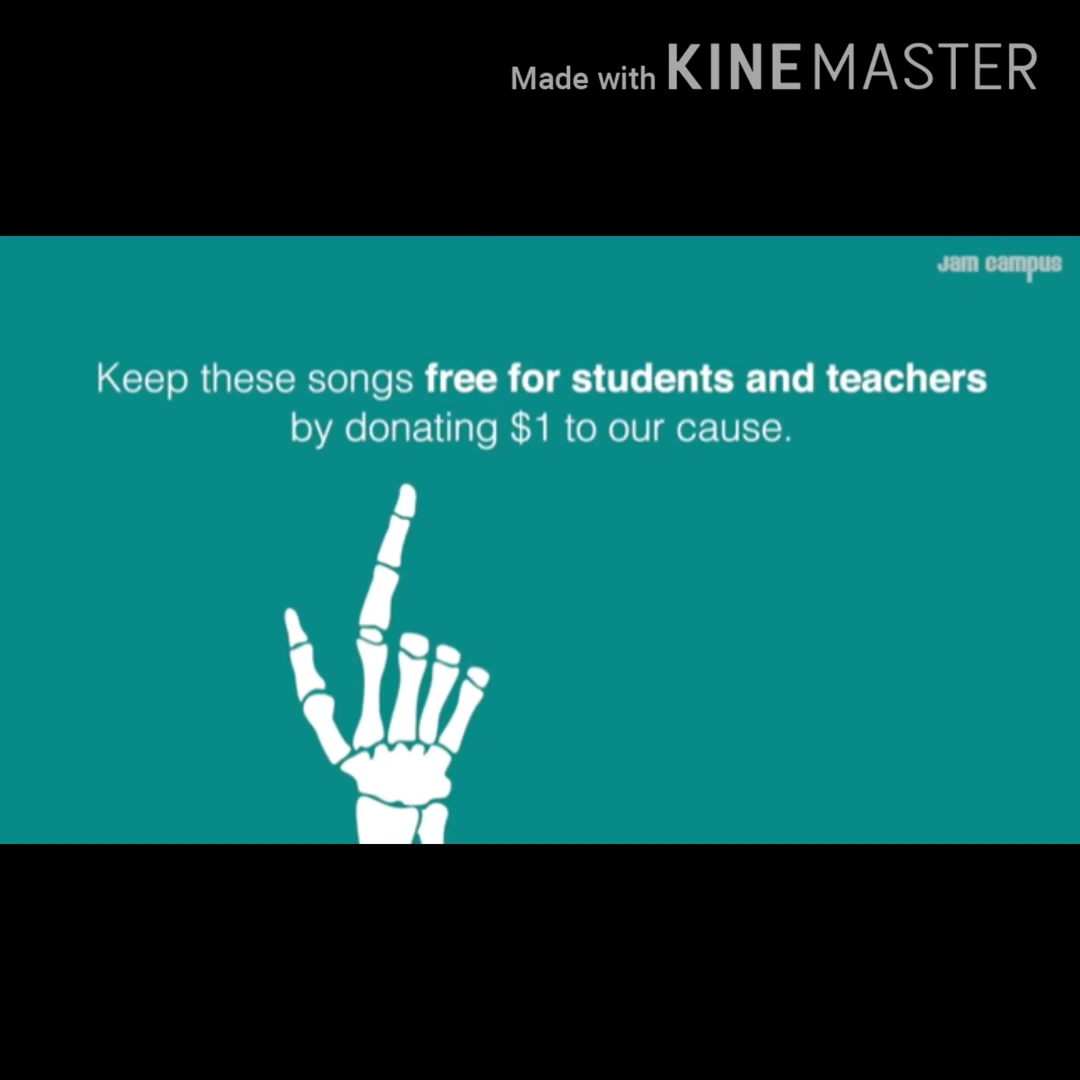 Made with KINEMASTER
Jam campus
Keep these songs free for students and teachers
by donating $1 to our cause.